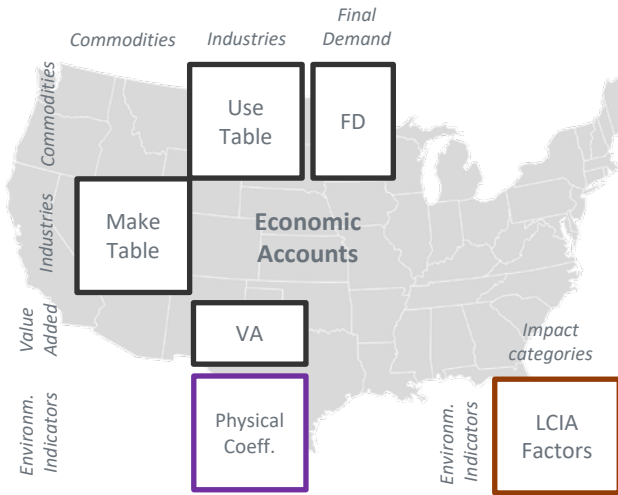 Commodities
Industries
Final
Demand
Commodities
Use
Table
FD
Industries
Make
Table
Economic
Accounts
Value
Added
VA
Impact
categories
Environm.
Indicators
Physical
Coeff.
Environm.
Indicators
LCIA
Factors